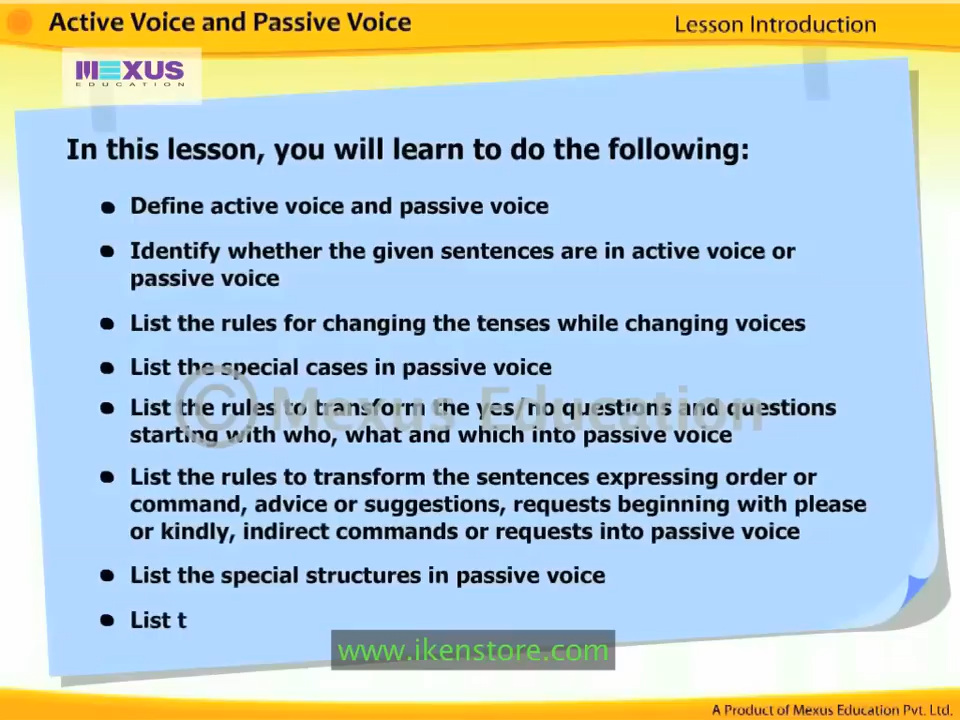 Active Voice and Passive Voice
Lesson Introduction
MEXUS
EDUCATION
In this lesson, you will learn to do the following:
• Define active voice and passive voice
• Identify whether the given sentences are in active voice or
passive voice
• List the rules for changing the tenses while changing voices
• List the special cases in passive voice
© Mexus Education
• List the rules to transform the yes/no questions and questions
starting with who, what and which into passive voice
• List the rules to transform the sentences expressing order or
command, advice or suggestions, requests beginning with please
or kindly, indirect commands or requests into passive voice
• List the special structures in passive voice
• List t
www.ikenstore.com
A Product of Mexus Education Pvt. Ltd.